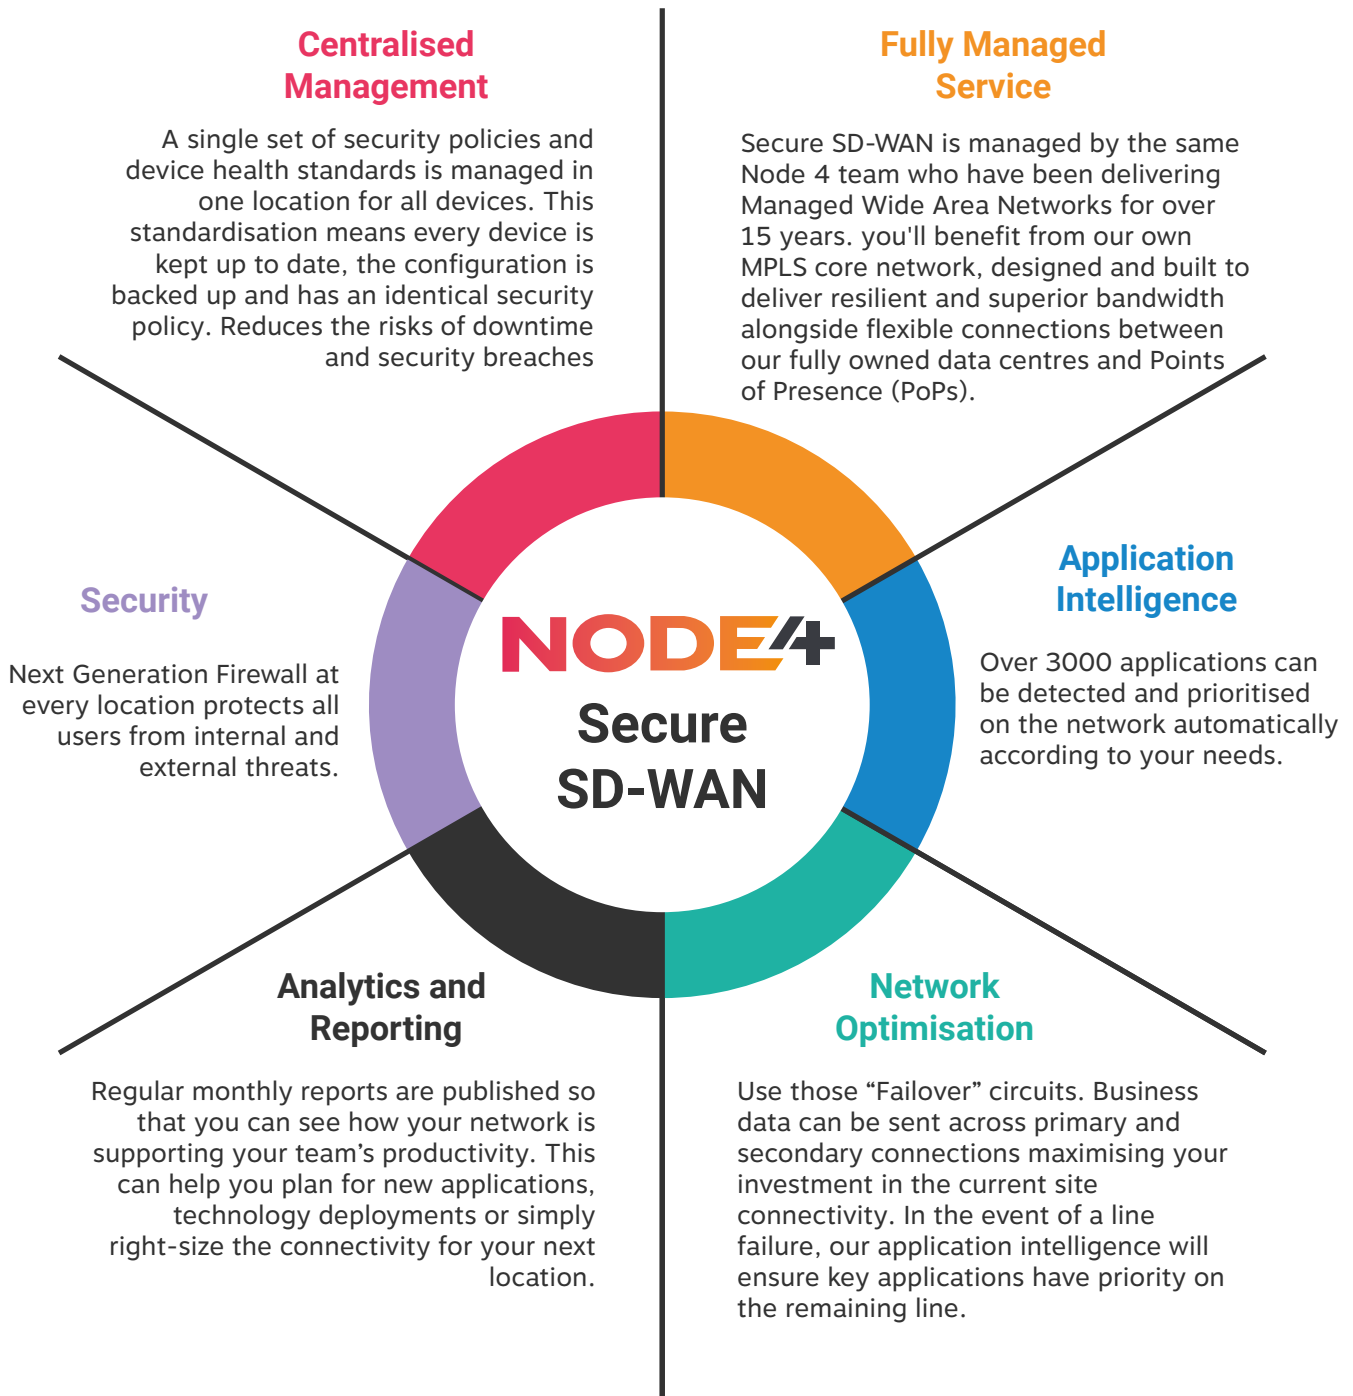 Centralised
Management
A single set of security policies and
device health standards is managed in
one location for all devices. This
standardisation means every device is
kept up to date, the configuration is
backed up and has an identical security
policy. Reduces the risks of downtime
and security breaches
Fully Managed
Service
Secure SD-WAN is managed by the same
Node 4 team who have been delivering
Managed Wide Area Networks for over
15 years. you'll benefit from our own
MPLS core network, designed and built to
deliver resilient and superior bandwidth
alongside flexible connections between
our fully owned data centres and Points
of Presence (PoPs).
Security
Next Generation Firewall at
every location protects all
users from internal and
external threats.
NODE4
Secure
SD-WAN
Application
Intelligence
Over 3000 applications can
be detected and prioritised
on the network automatically
according to your needs.
Analytics and
Reporting
Regular monthly reports are published so
that you can see how your network is
supporting your team’s productivity. This
can help you plan for new applications,
technology deployments or simply
right-size the connectivity for your next
location.
Network
Optimisation
Use those “Failover” circuits. Business
data can be sent across primary and
secondary connections maximising your
investment in the current site
connectivity. In the event of a line
failure, our application intelligence will
ensure key applications have priority on
the remaining line.